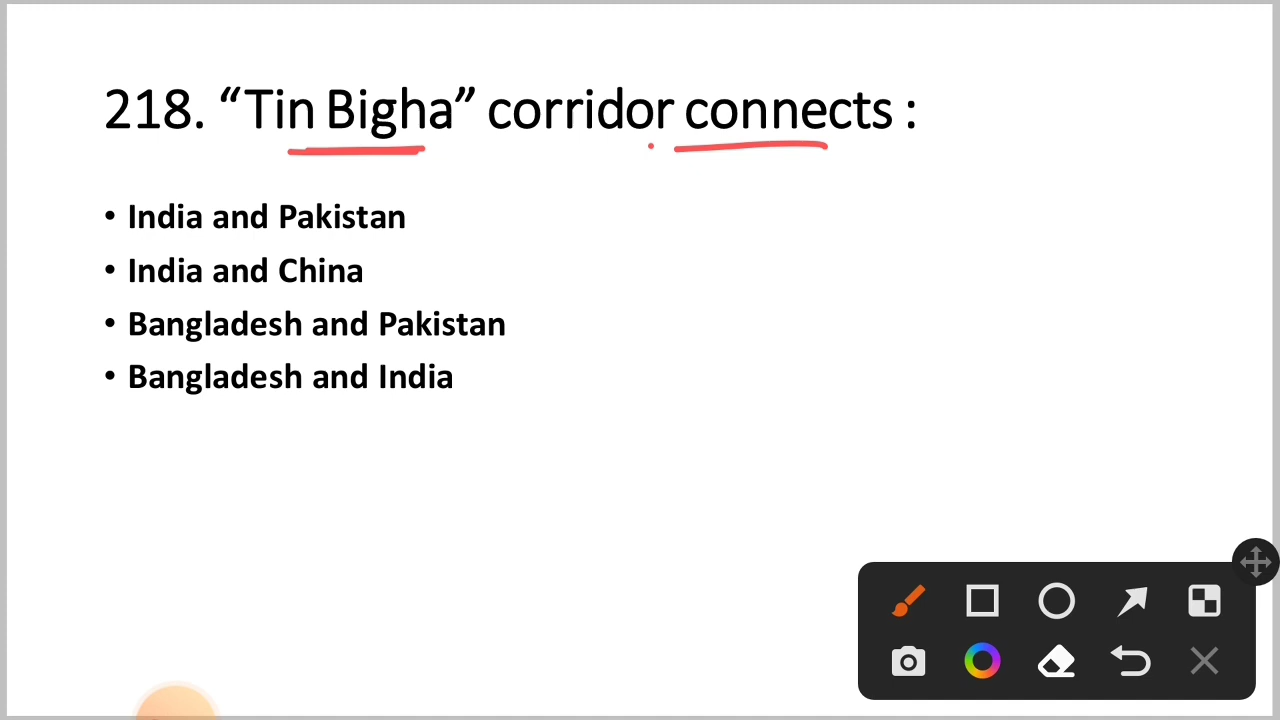 218. “Tin Bigha” corridor connects :
• India and Pakistan
• India and China
• Bangladesh and Pakistan
• Bangladesh and India